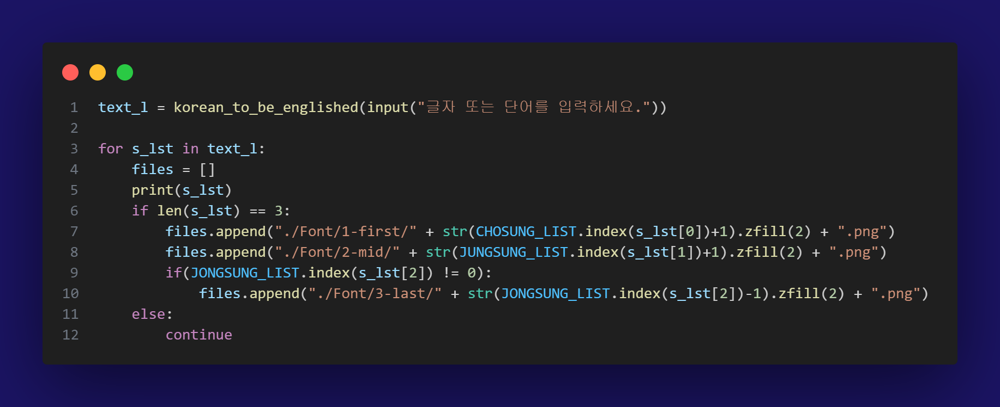 1 text_l = korean_to_be_englished(input("글자 또는 단어를 입력하세요."))
2
3 for s_lst in text_l:
4     files = []
5     print(s_lst)
6     if len(s_lst) == 3:
7         files.append("./Font/1-first/" + str(CHOSUNG_LIST.index(s_lst[0])+1).zfill(2) + ".png")
8         files.append("./Font/2-mid/" + str(JUNGSUNG_LIST.index(s_lst[1])+1).zfill(2) + ".png")
9         if(JONGSUNG_LIST.index(s_lst[2]) != 0):
10             files.append("./Font/3-last/" + str(JONGSUNG_LIST.index(s_lst[2])-1).zfill(2) + ".png")
11     else:
12         continue